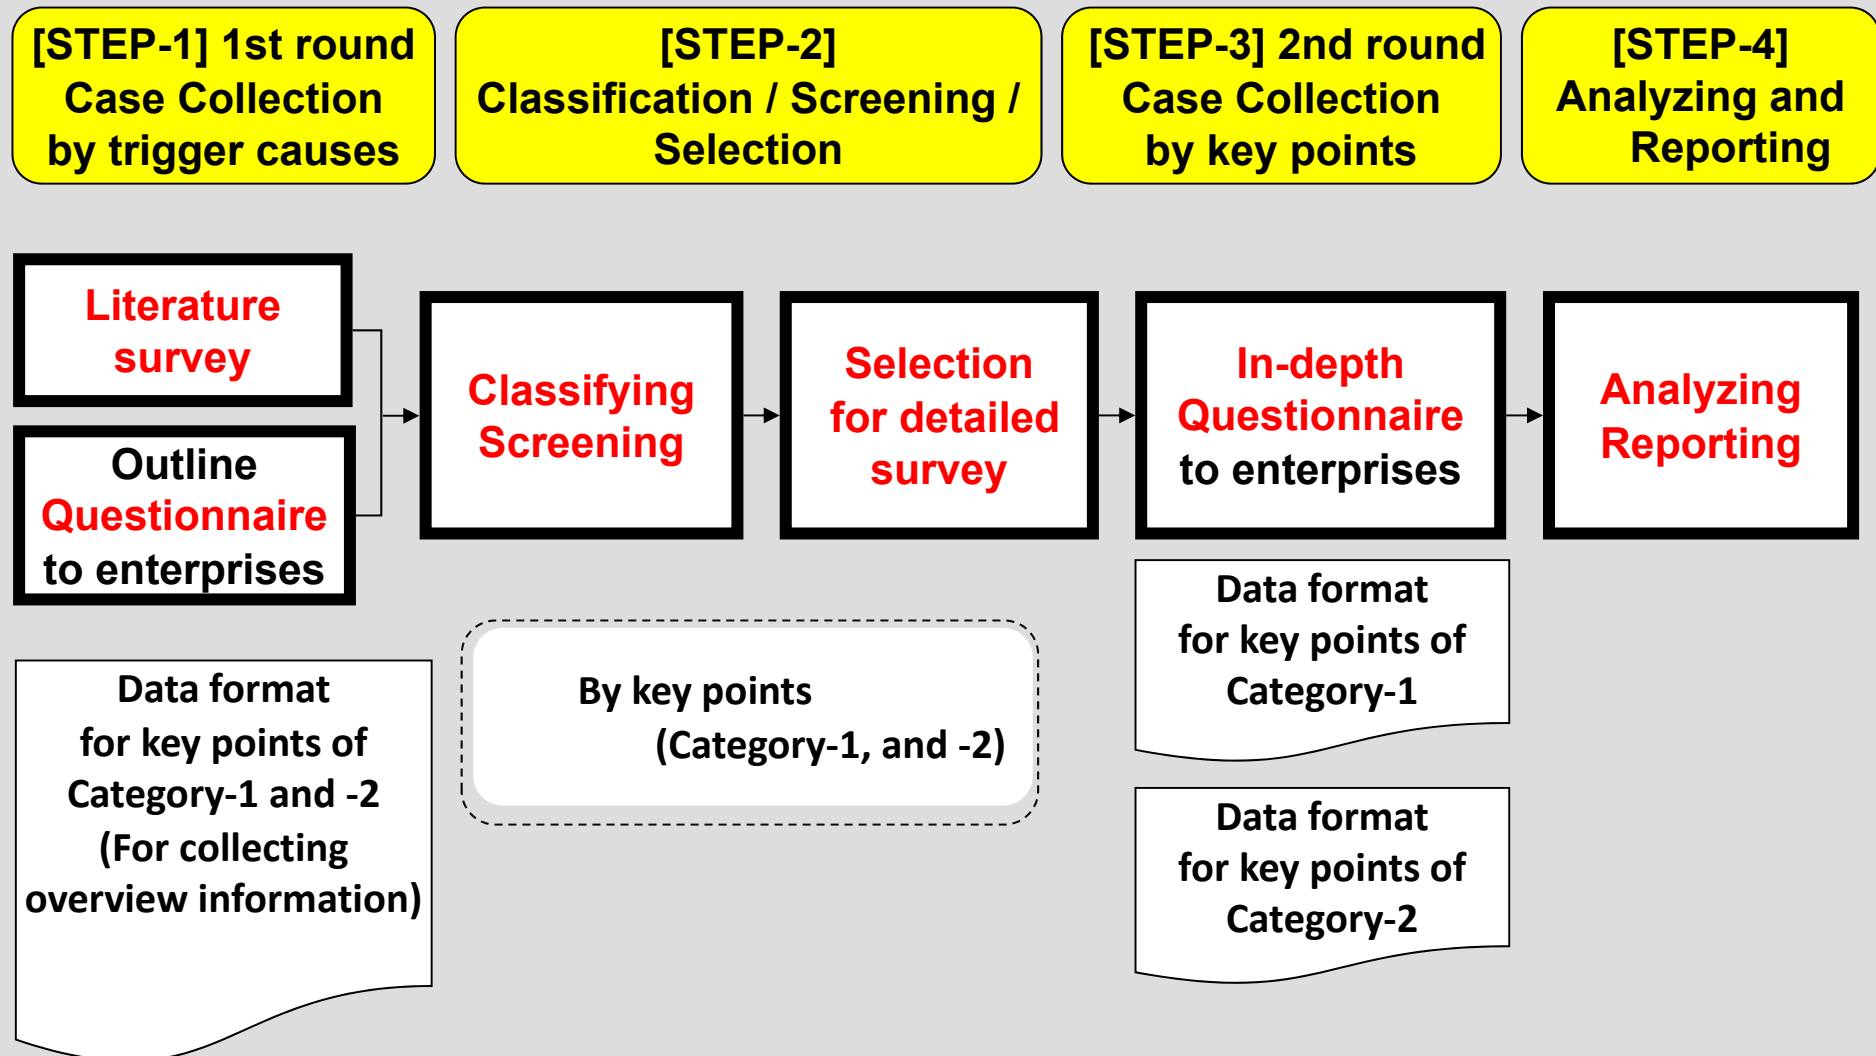 [STEP-1] 1st round
Case Collection
by trigger causes
[STEP-2]
Classification / Screening /
Selection
[STEP-3] 2nd round
Case Collection
by key points
[STEP-4]
Analyzing and
Reporting
Literature
survey
Outline
Questionnaire
to enterprises
Classifying
Screening
Selection
for detailed
survey
In-depth
Questionnaire
to enterprises
Analyzing
Reporting
Data format
for key points of
Category-1 and -2
(For collecting
overview information)
By key points
(Category-1, and -2)
Data format
for key points of
Category-1
Data format
for key points of
Category-2